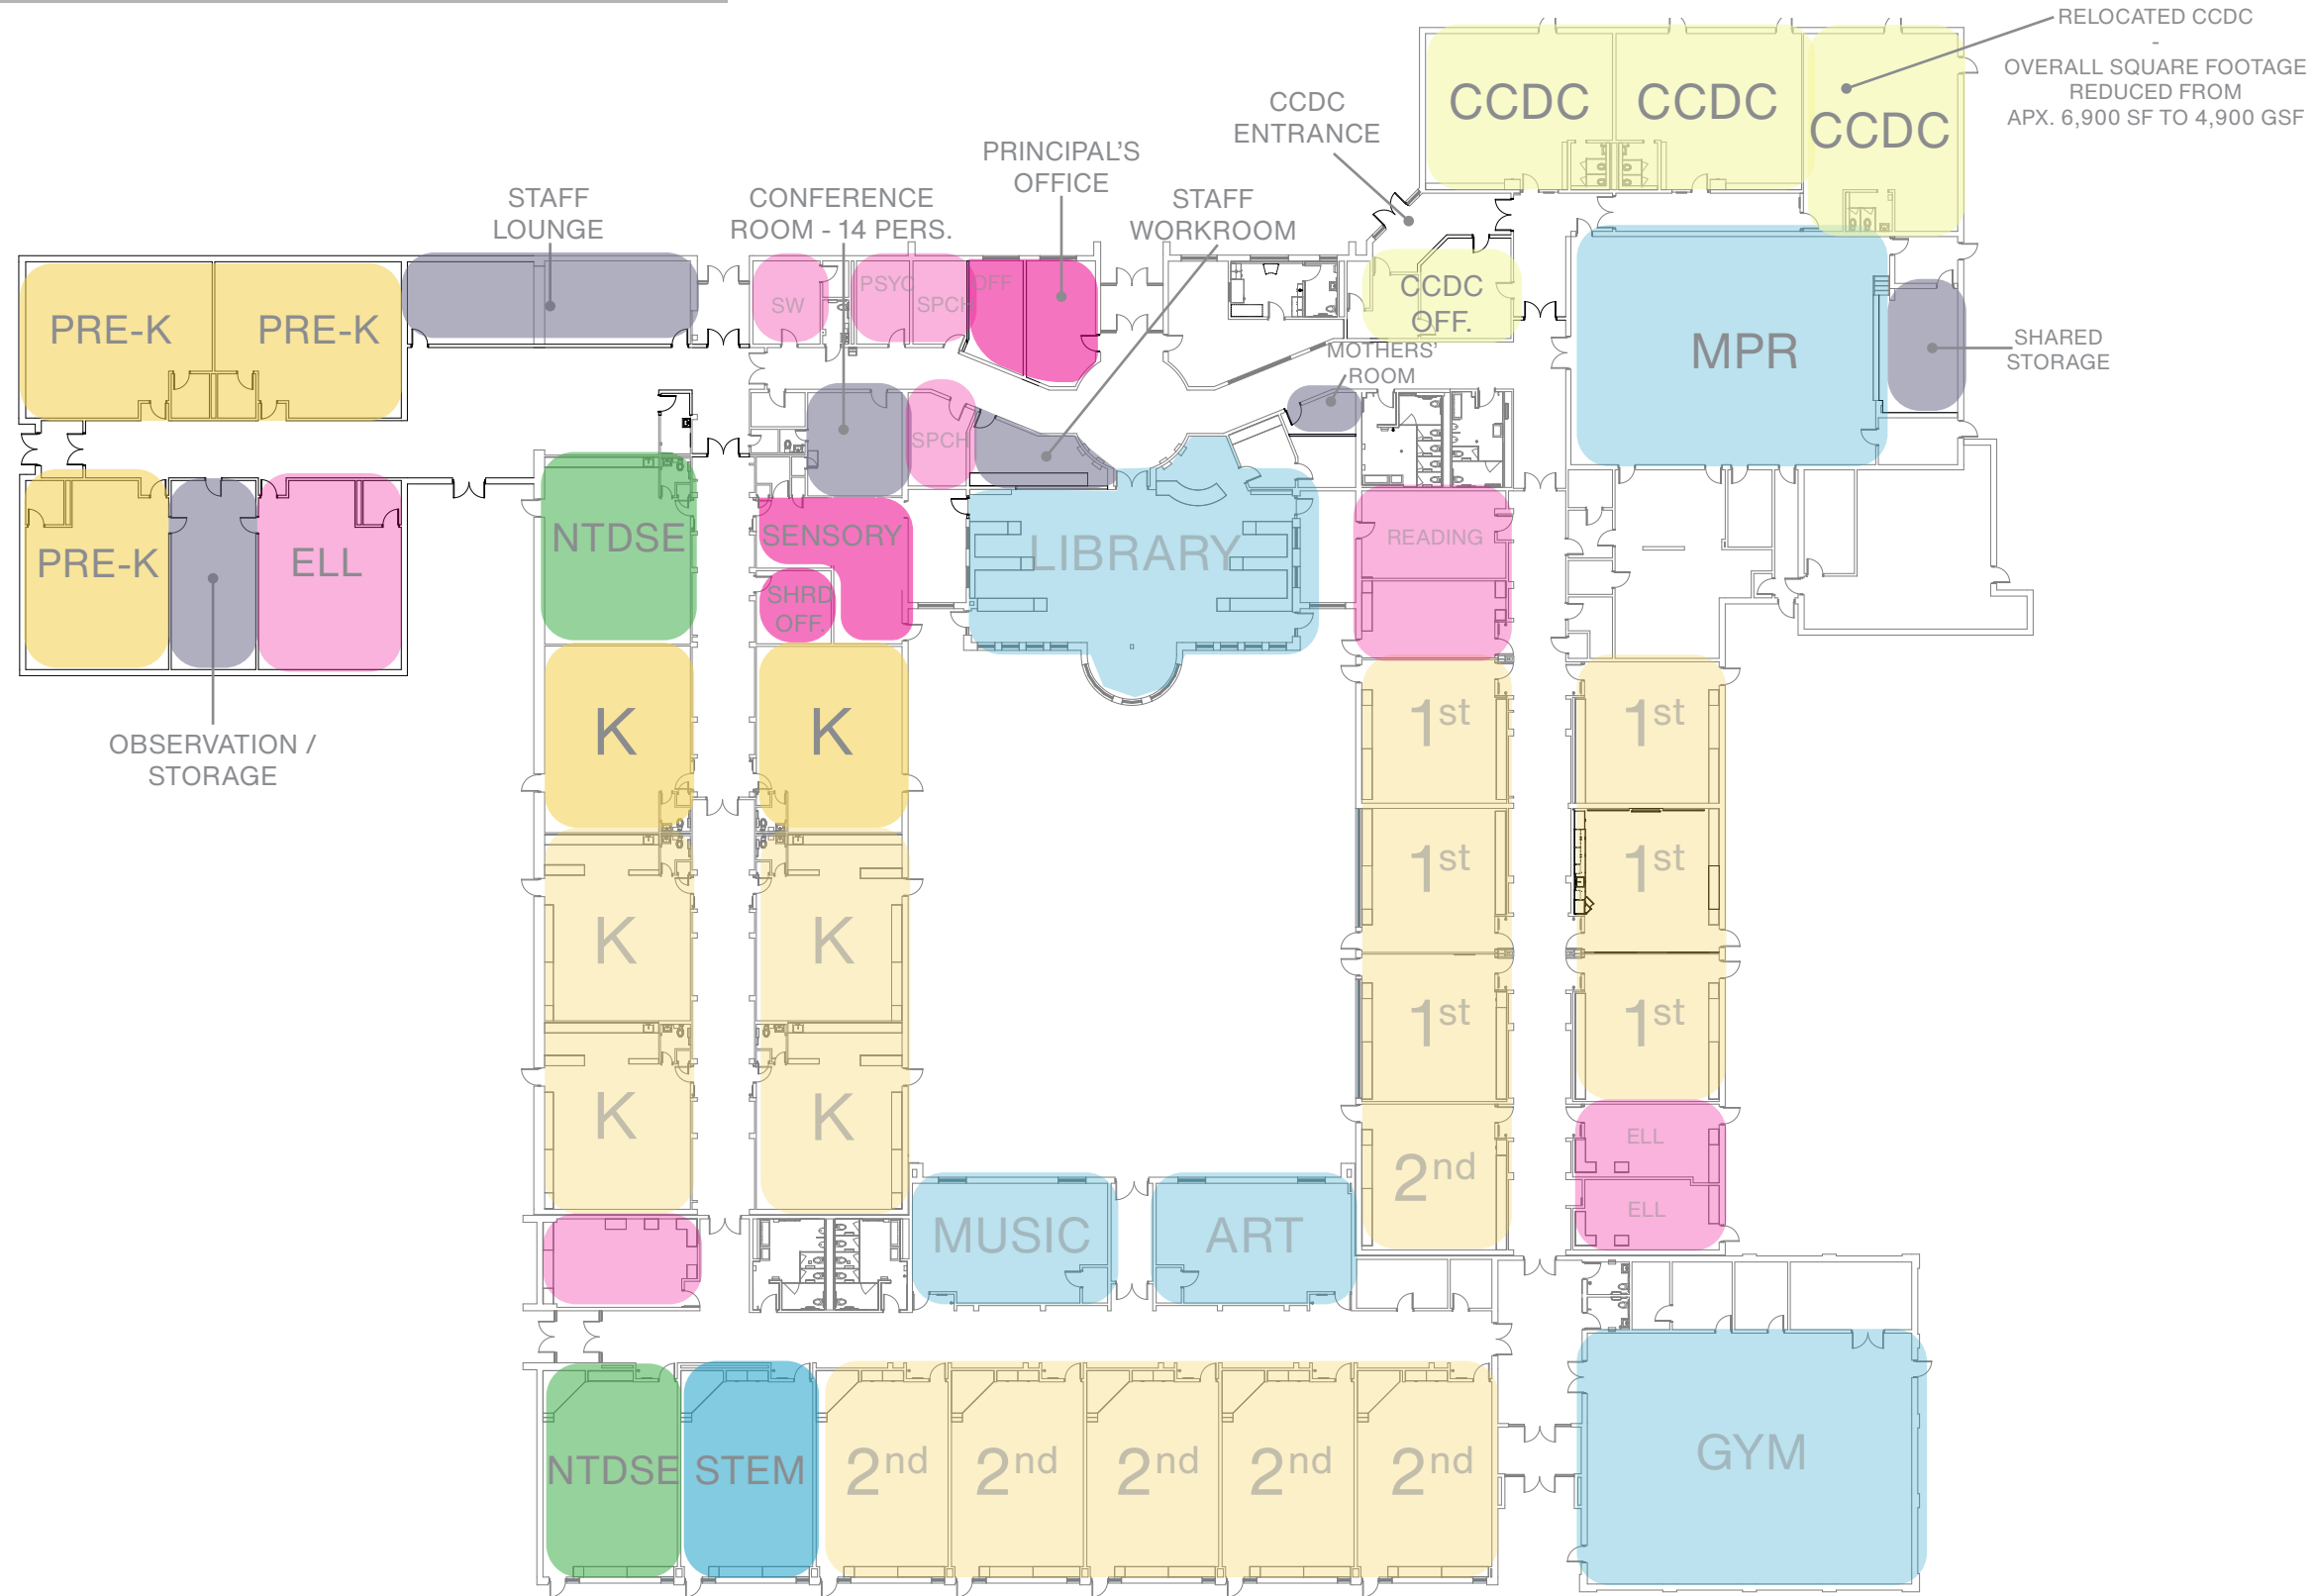 RELOCATED CCDC
-
OVERALL SQUARE FOOTAGE
REDUCED FROM
APX. 6,900 SF TO 4,900 GSF
CCDC
CCDC
CCDC
CCDC
ENTRANCE
PRINCIPAL'S
OFFICE
STAFF
LOUNGE
CONFERENCE
ROOM - 14 PERS.
STAFF
WORKROOM
PRE-K
PRE-K
SW
PSYC
SPCH
OFF
CCDC
OFF.
MOTHERS'
ROOM
MPR
SHARED
STORAGE
SPCH
PRE-K
ELL
NTDSE
SENSORY
SHRD
OFF.
LIBRARY
READING
OBSERVATION /
STORAGE
K
K
1st
1st
K
K
1st
1st
K
K
1st
1st
2nd
ELL
ELL
MUSIC
ART
NTDSE
STEM
2nd
2nd
2nd
2nd
2nd
GYM